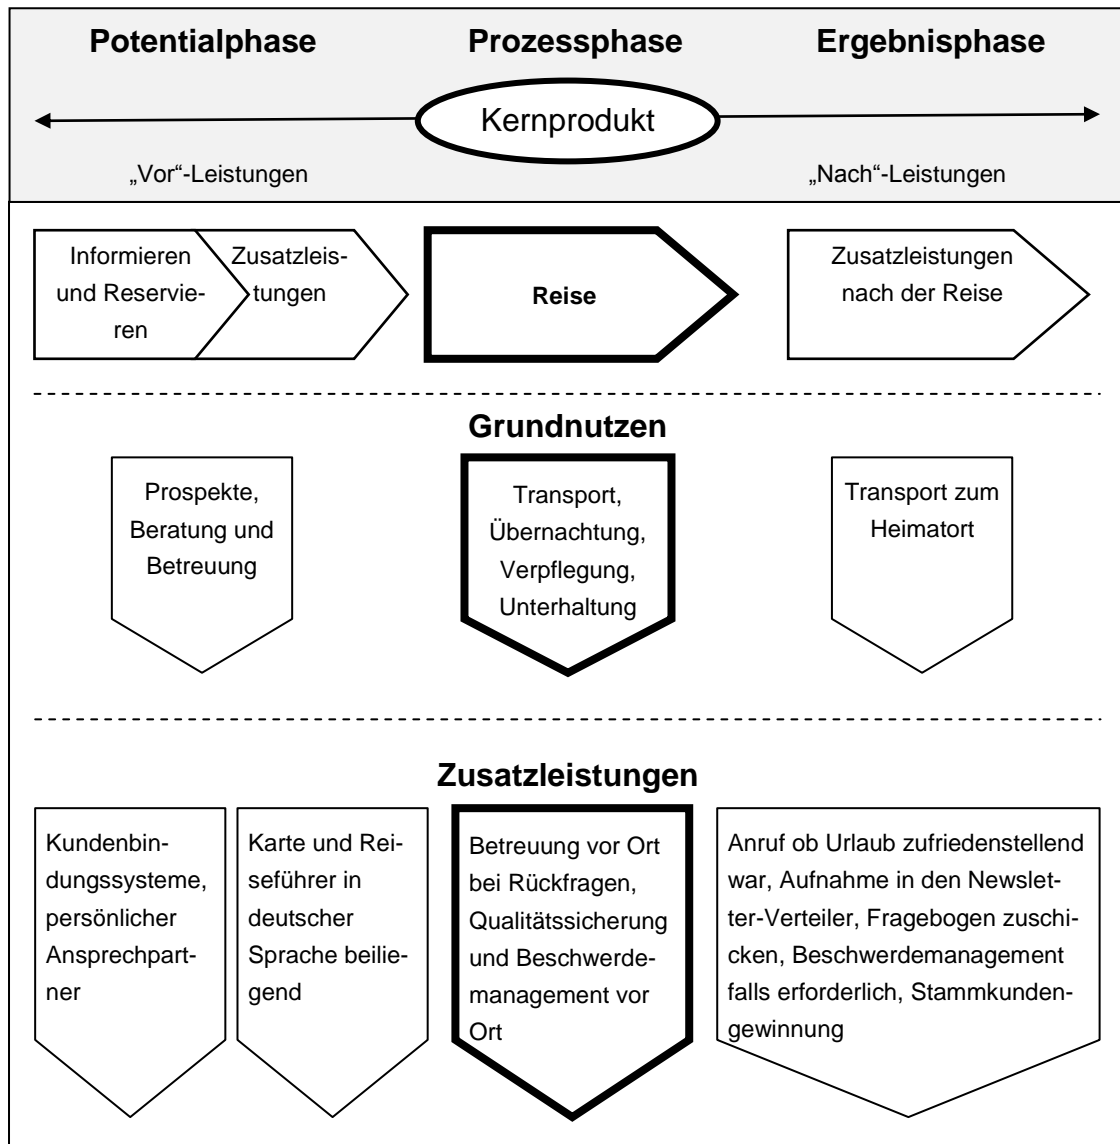 Potentialphase
Prozessphase
Ergebnisphase
Kernprodukt
„Vor“-Leistungen
„Nach“-Leistungen
Informieren
und Reservie-
ren
Zusatzleis-
tungen
Reise
Zusatzleistungen
nach der Reise
Grundnutzen
Prospekte,
Beratung und
Betreuung
Transport,
Übernachtung,
Verpflegung,
Unterhaltung
Transport zum
Heimatort
Zusatzleistungen
Kundenbin-
dungssysteme,
persönlicher
Ansprechpart-
ner
Karte und Rei-
seführer in
deutscher
Sprache beilie-
gend
Betreuung vor Ort
bei Rückfragen,
Qualitätssicherung
und Beschwerde-
management vor
Ort
Anruf ob Urlaub zufriedenstellend
war, Aufnahme in den Newslet-
ter-Verteiler, Fragebogen zuschi-
cken, Beschwerdemanagement
falls erforderlich, Stammkunden-
gewinnung